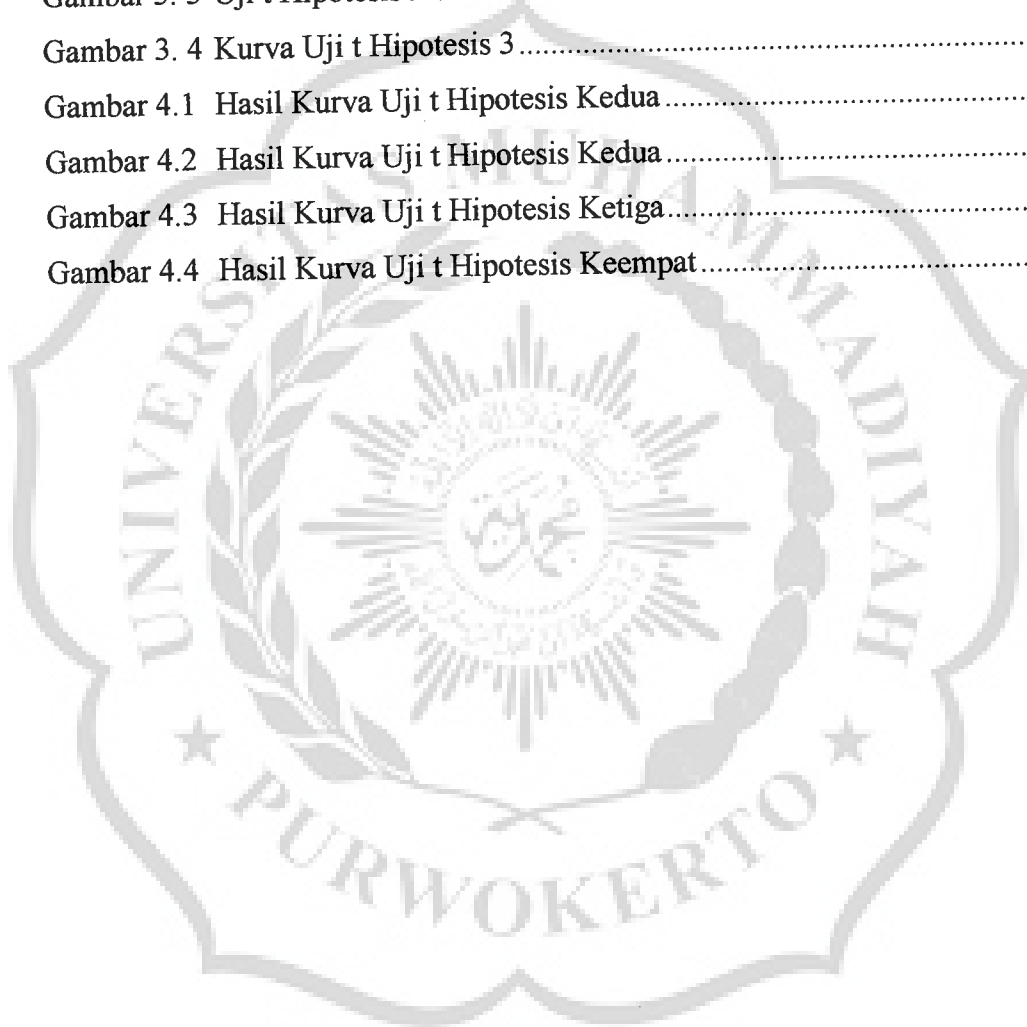 Gambar 3. 4 Kurva Uji t Hipotesis 3
Gambar 4.1 Hasil Kurva Uji t Hipotesis Kedua
Gambar 4.2 Hasil Kurva Uji t Hipotesis Kedua
Gambar 4.3 Hasil Kurva Uji t Hipotesis Ketiga
Gambar 4.4 Hasil Kurva Uji t Hipotesis Keempat
UNIVERSITAS MUHAMMADIYAH
PURWOKERTO